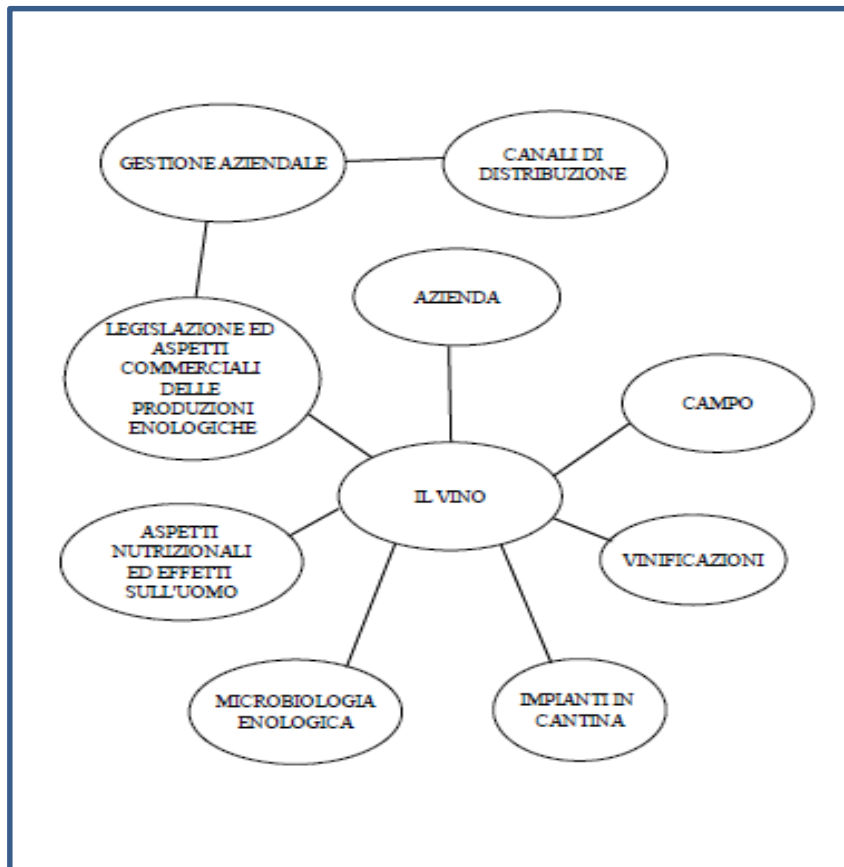 GESTIONE AZIENDALE
CANALI DI
DISTRIBUZIONE
AZIENDA
LEGISLAZIONE ED
ASPETTI
COMMERCIALI
DELLE
PRODUZIONI
ENOLOGICHE
CAMPO
IL VINO
ASPETTI
NUTRIZIONALI
ED EFFETTI
SULL'UOMO
VINIFICAZIONI
MICROBIOLOGIA
ENOLOGICA
IMPIANTI IN
CANTINA